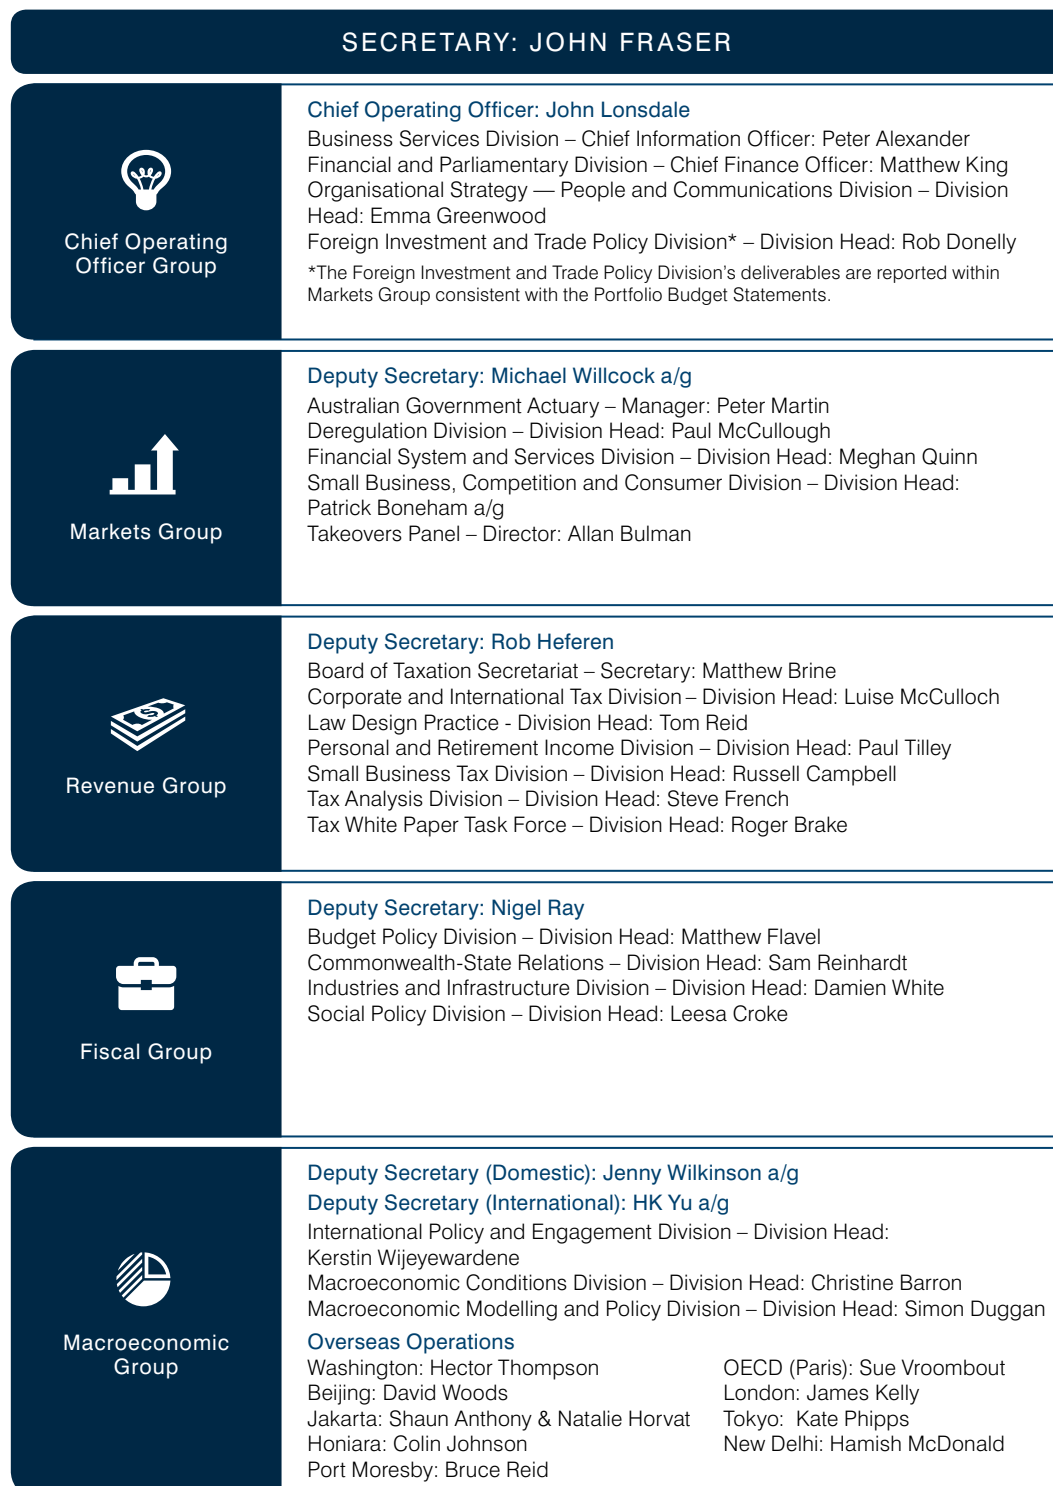 SECRETARY: JOHN FRASER
Chief Operating
Officer Group
Chief Operating Officer: John Lonsdale
Business Services Division – Chief Information Officer: Peter Alexander
Financial and Parliamentary Division – Chief Finance Officer: Matthew King
Organisational Strategy — People and Communications Division – Division
Head: Emma Greenwood
Foreign Investment and Trade Policy Division* – Division Head: Rob Donelly
*The Foreign Investment and Trade Policy Division's deliverables are reported within
Markets Group consistent with the Portfolio Budget Statements.
Markets Group
Deputy Secretary: Michael Willcock a/g
Australian Government Actuary – Manager: Peter Martin
Deregulation Division – Division Head: Paul McCullough
Financial System and Services Division – Division Head: Meghan Quinn
Small Business, Competition and Consumer Division – Division Head:
Patrick Boneham a/g
Takeovers Panel – Director: Allan Bulman
Revenue Group
Deputy Secretary: Rob Heferen
Board of Taxation Secretariat – Secretary: Matthew Brine
Corporate and International Tax Division – Division Head: Luise McCulloch
Law Design Practice - Division Head: Tom Reid
Personal and Retirement Income Division – Division Head: Paul Tilley
Small Business Tax Division – Division Head: Russell Campbell
Tax Analysis Division – Division Head: Steve French
Tax White Paper Task Force – Division Head: Roger Brake
Fiscal Group
Deputy Secretary: Nigel Ray
Budget Policy Division – Division Head: Matthew Flavel
Commonwealth-State Relations – Division Head: Sam Reinhardt
Industries and Infrastructure Division – Division Head: Damien White
Social Policy Division – Division Head: Leesa Croke
Macroeconomic
Group
Deputy Secretary (Domestic): Jenny Wilkinson a/g
Deputy Secretary (International): HK Yu a/g
International Policy and Engagement Division – Division Head:
Kerstin Wijeyewardene
Macroeconomic Conditions Division – Division Head: Christine Barron
Macroeconomic Modelling and Policy Division – Division Head: Simon Duggan
Overseas Operations
Washington: Hector Thompson
Beijing: David Woods
Jakarta: Shaun Anthony & Natalie Horvat
Honiara: Colin Johnson
Port Moresby: Bruce Reid
OECD (Paris): Sue Vroombout
London: James Kelly
Tokyo: Kate Phipps
New Delhi: Hamish McDonald